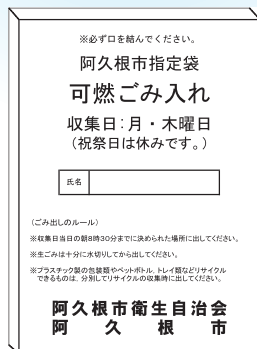 ※必ず口を結んでください。
阿久根市指定袋
可燃ごみ入れ
収集日：月・木曜日
（祝祭日は休みです。）
氏名
（ごみ出しのルール）
※収集日当日の朝8時30分までに決められた場所に出してください。
※生ごみは十分に水切りしてから出してください。
※プラスチック製の包装類やペットボトル、トレイ類などリサイクル
できるものは、分別してリサイクルの収集時に出してください。
阿久根市衛生自治会
阿久根市